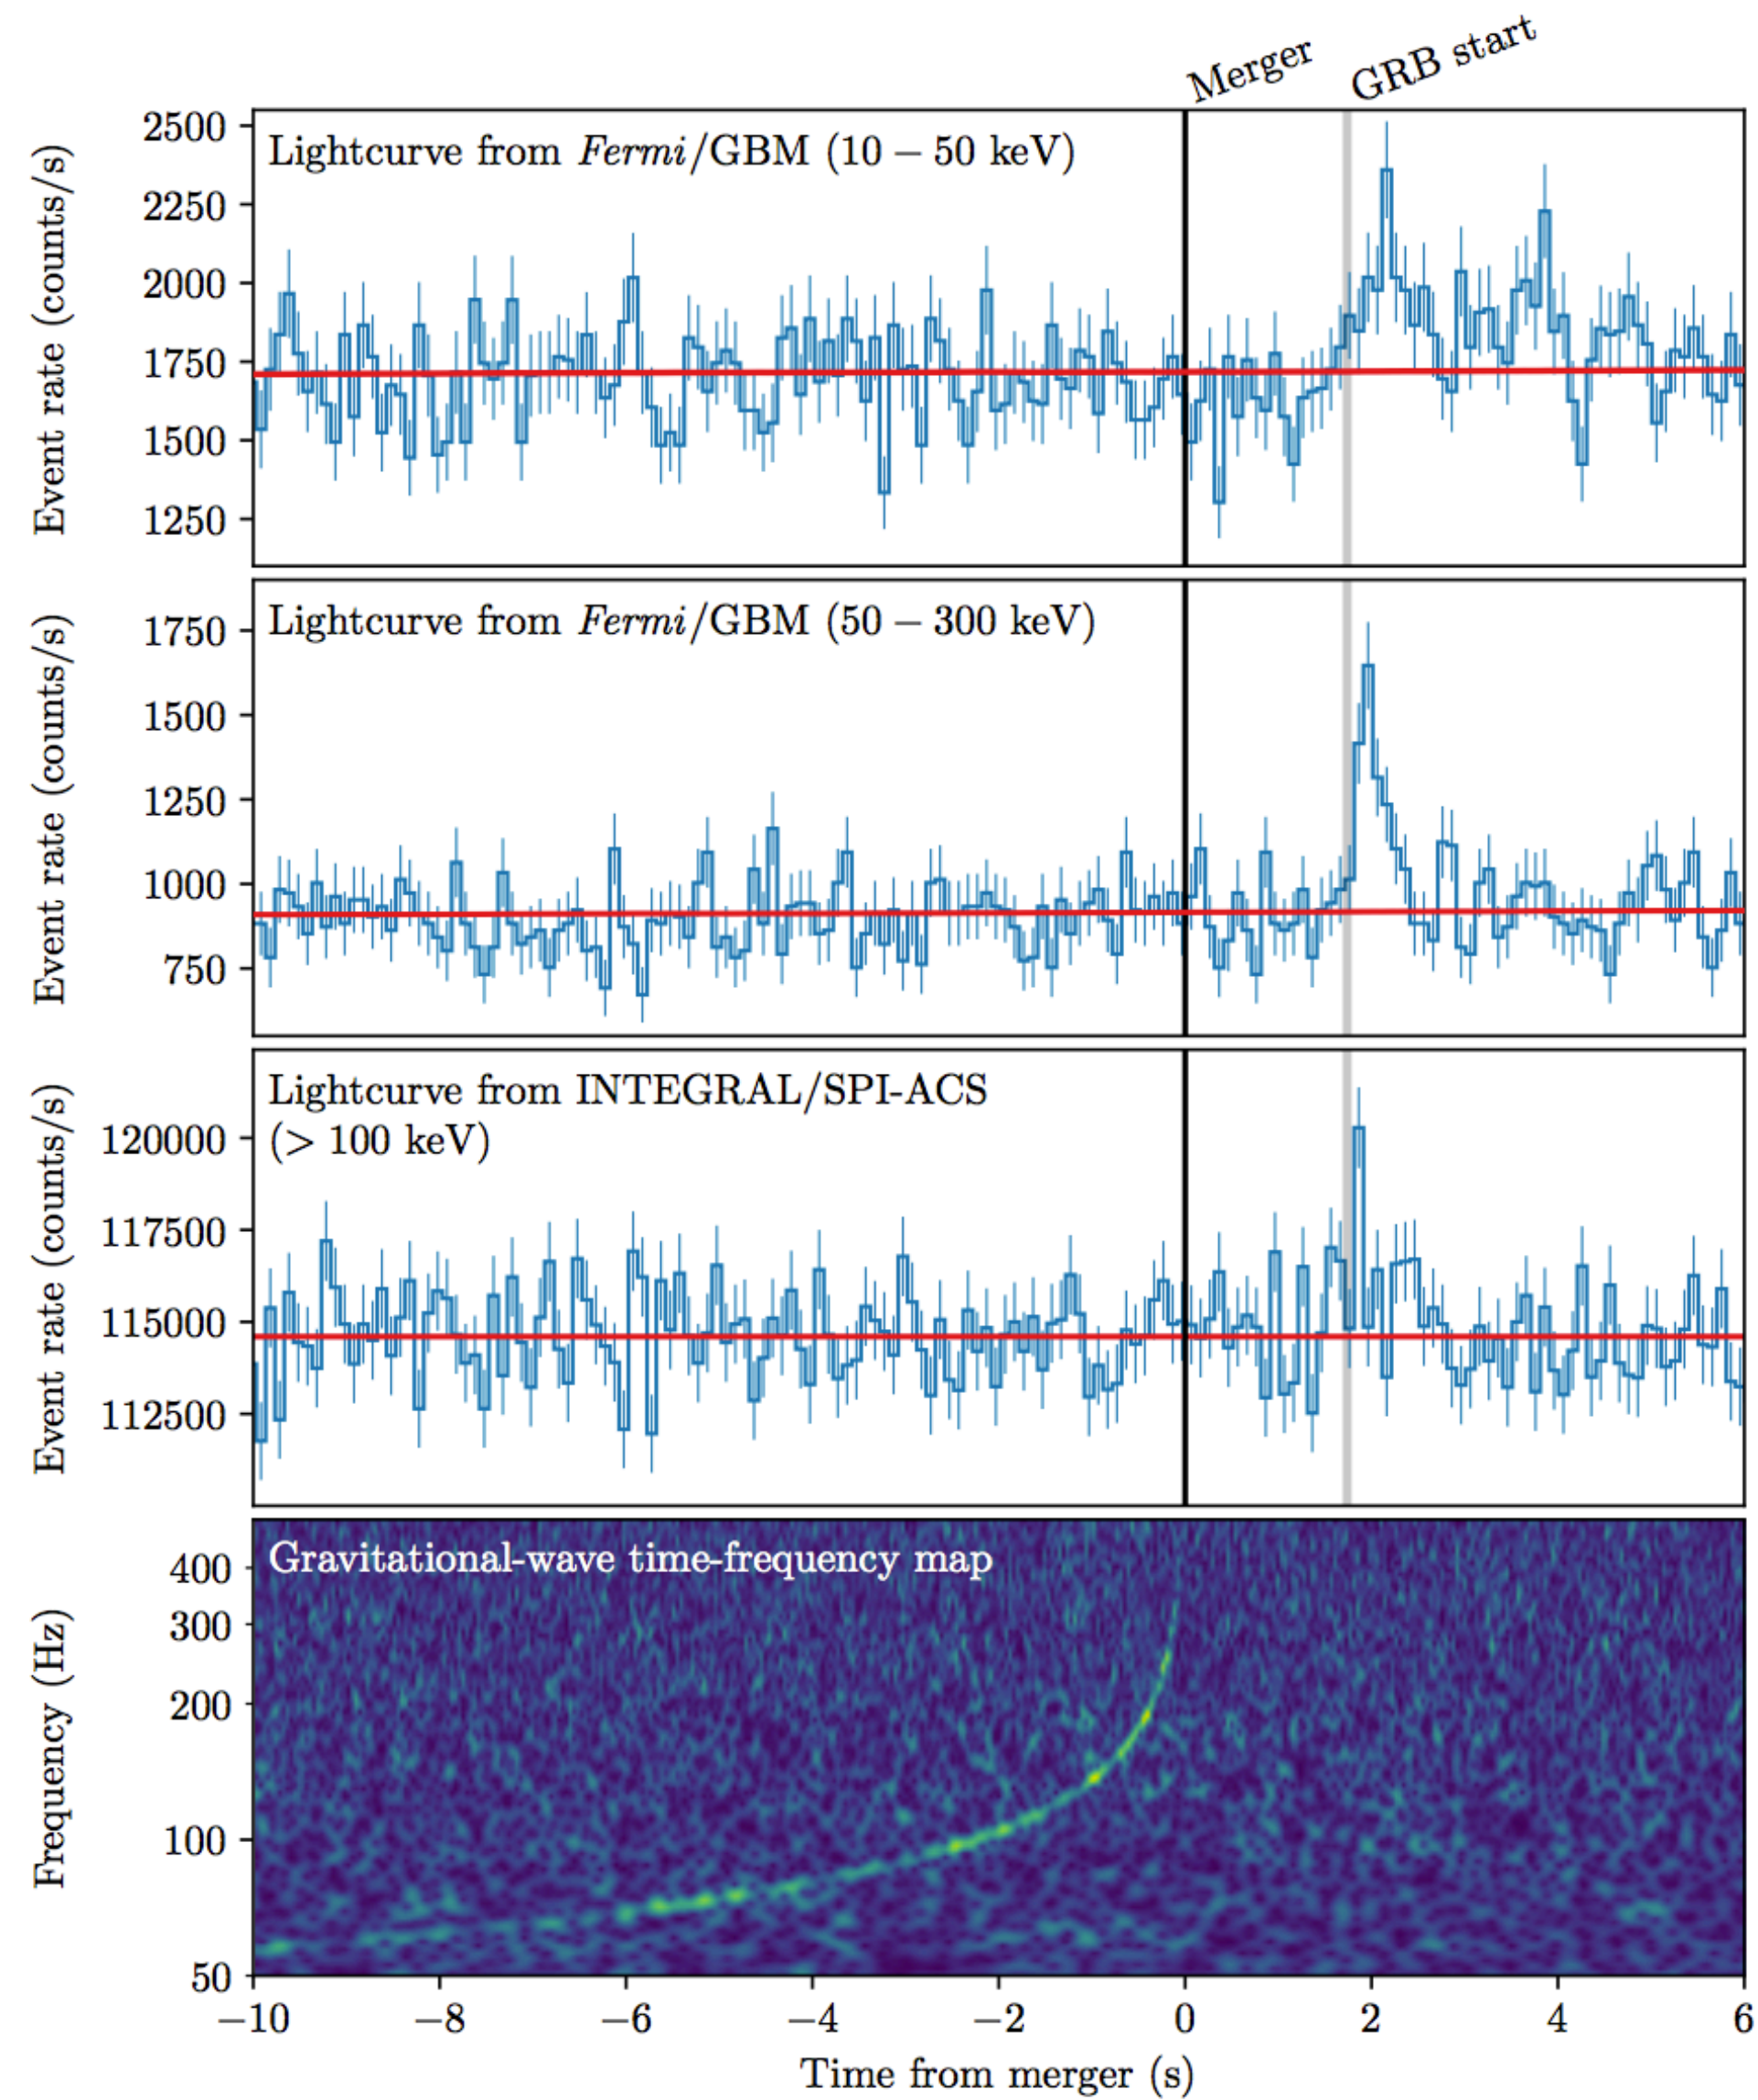 Merger
GRB start
Lightcurve from Fermi/GBM (10 – 50 keV)
Event rate (counts/s)
2500
2250
2000
1750
1500
1250
Lightcurve from Fermi/GBM (50 – 300 keV)
Event rate (counts/s)
1750
1500
1250
1000
750
Lightcurve from INTEGRAL/SPI-ACS
(> 100 keV)
Event rate (counts/s)
120000
117500
115000
112500
Gravitational-wave time-frequency map
Frequency (Hz)
400
300
200
100
50
−10 −8 −6 −4 −2 0 2 4 6
Time from merger (s)